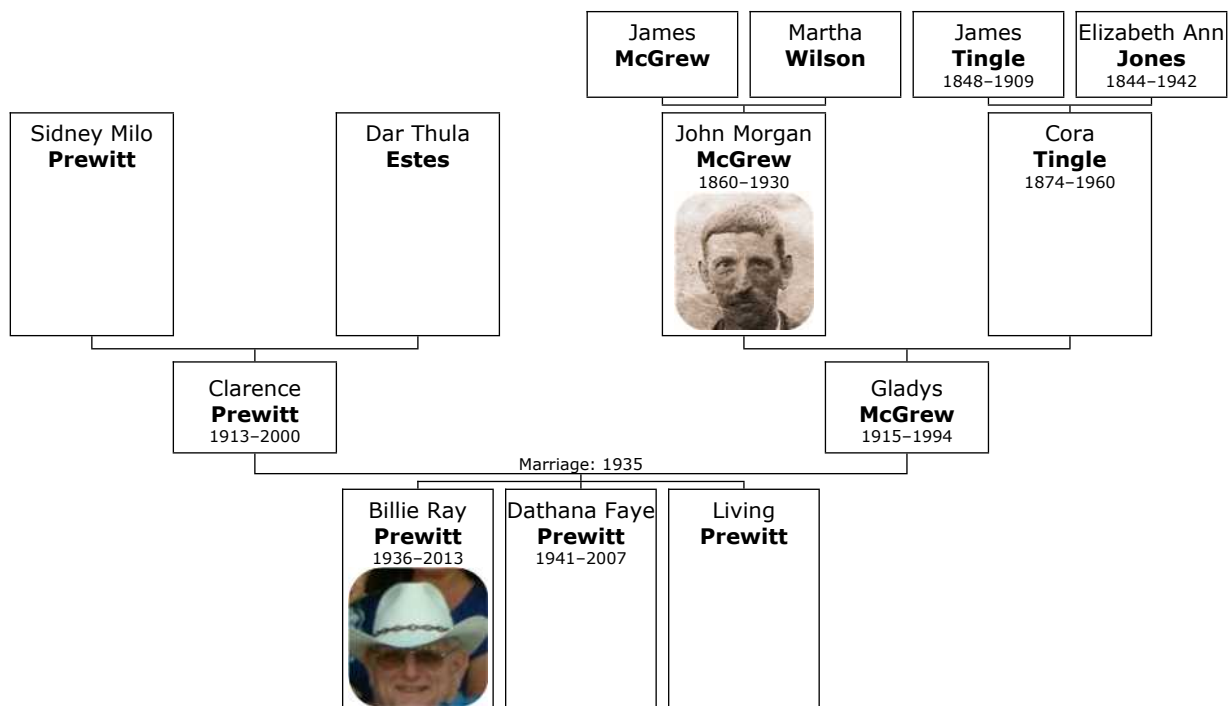 James
McGrew
Martha
Wilson
James
Tingle
1848–1909
Elizabeth Ann
Jones
1844–1942
Sidney Milo
Prewitt
Dar Thula
Estes
John Morgan
McGrew
1860–1930
Cora
Tingle
1874–1960
Clarence
Prewitt
1913–2000
Gladys
McGrew
1915–1994
Marriage: 1935
Billie Ray
Prewitt
1936–2013
Dathana Faye
Prewitt
1941–2007
Living
Prewitt